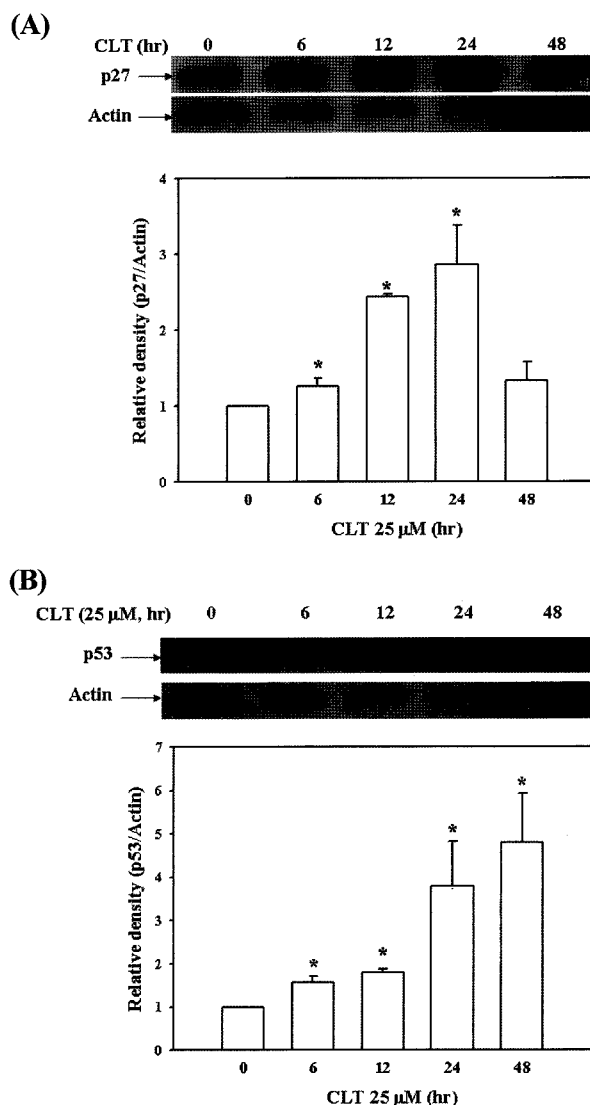 (A)
CLT (hr) 0 6 12 24 48
p27
Actin
Relative density (p27/Actin)
4
3
2
1
0
*
*
*
0 6 12 24 48
CLT 25 µM (hr)
(B)
CLT (25 µM, hr) 0 6 12 24 48
p53
Actin
Relative density (p53/Actin)
7
6
5
4
3
2
1
0
*
*
*
*
0 6 12 24 48
CLT 25 µM (hr)